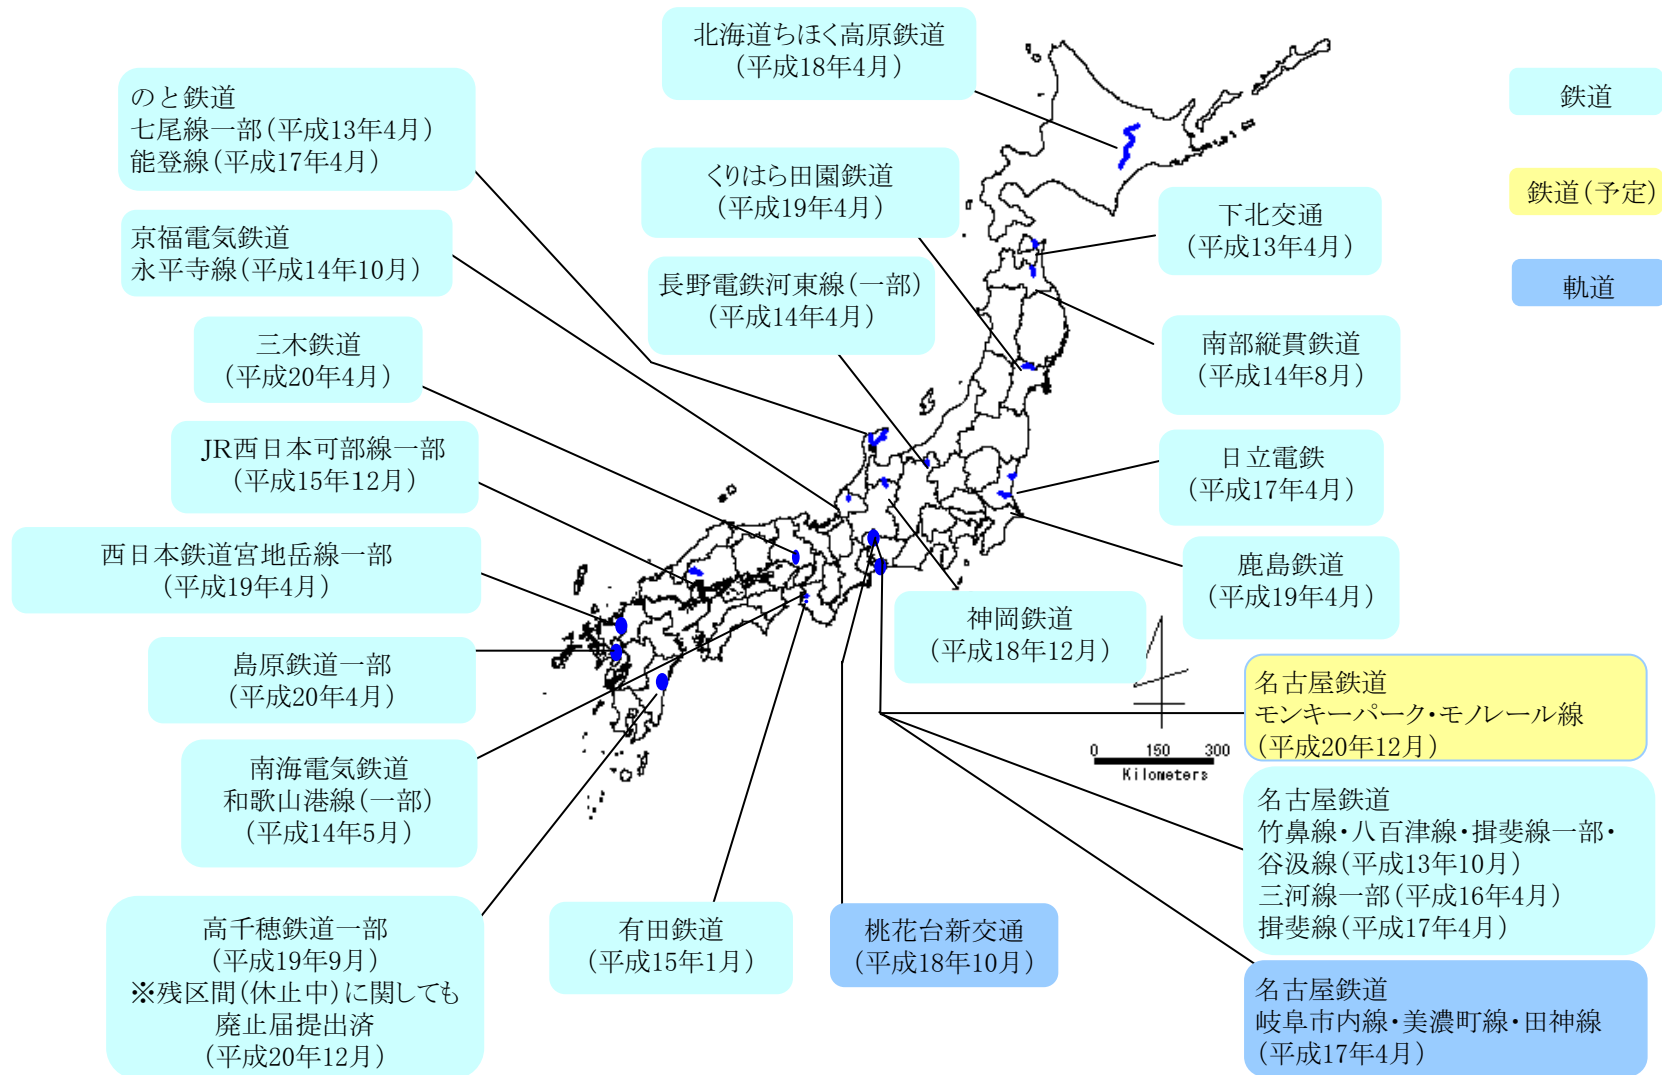 北海道ちほく高原鉄道
(平成18年4月)
鉄道
のと鉄道
七尾線一部(平成13年4月)
能登線(平成17年4月)
くりはら田園鉄道
(平成19年4月)
鉄道(予定)
下北交通
(平成13年4月)
京福電気鉄道
永平寺線(平成14年10月)
長野電鉄河東線(一部)
(平成14年4月)
軌道
三木鉄道
(平成20年4月)
南部縦貫鉄道
(平成14年8月)
JR西日本可部線一部
(平成15年12月)
日立電鉄
(平成17年4月)
西日本鉄道宮地岳線一部
(平成19年4月)
鹿島鉄道
(平成19年4月)
神岡鉄道
(平成18年12月)
島原鉄道一部
(平成20年4月)
名古屋鉄道
モンキーパーク・モノレール線
(平成20年12月)
0 150 300
Kilometers
南海電気鉄道
和歌山港線(一部)
(平成14年5月)
名古屋鉄道
竹鼻線・八百津線・揖斐線一部・
谷汲線(平成13年10月)
三河線一部(平成16年4月)
揖斐線(平成17年4月)
高千穂鉄道一部
(平成19年9月)
※残区間(休止中)に関しても
廃止届提出済
(平成20年12月)
有田鉄道
(平成15年1月)
桃花台新交通
(平成18年10月)
名古屋鉄道
岐阜市内線・美濃町線・田神線
(平成17年4月)